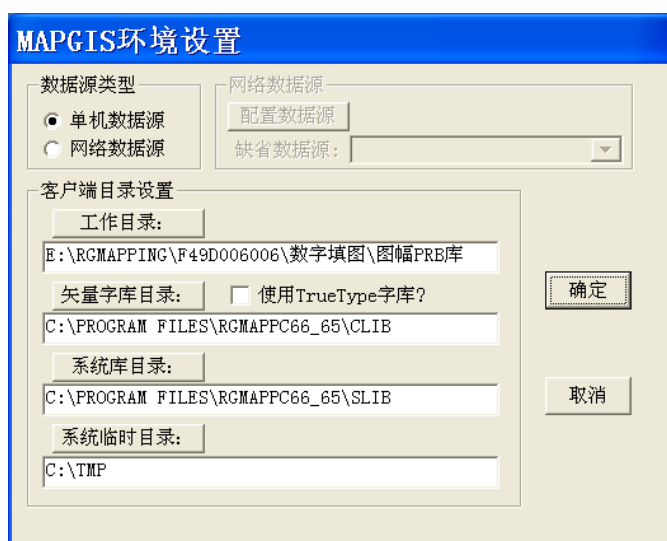 MAPGIS环境设置
数据源类型
单机数据源
网络数据源
网络数据源
配置数据源
缺省数据源:
客户端目录设置
工作目录:
E:\RGMAPPING\F49D006006\数字填图\图幅PRB库
矢量字库目录: 使用TrueType字库?
C:\PROGRAM FILES\RGMAPPC66_65\CLIB
系统库目录:
C:\PROGRAM FILES\RGMAPPC66_65\SLIB
系统临时目录:
C:\TMP
确定
取消